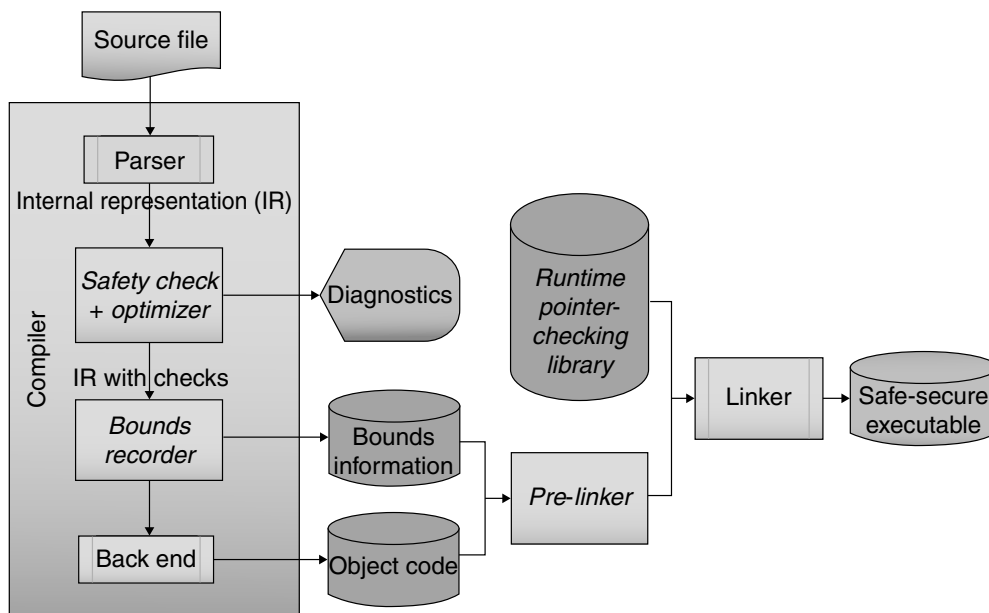 Source file
Parser
Internal representation (IR)
Safety check
+ optimizer
Diagnostics
Compiler
IR with checks
Bounds
recorder
Bounds
information
Back end
Object code
Runtime
pointer-
checking
library
Pre-linker
Linker
Safe-secure
executable